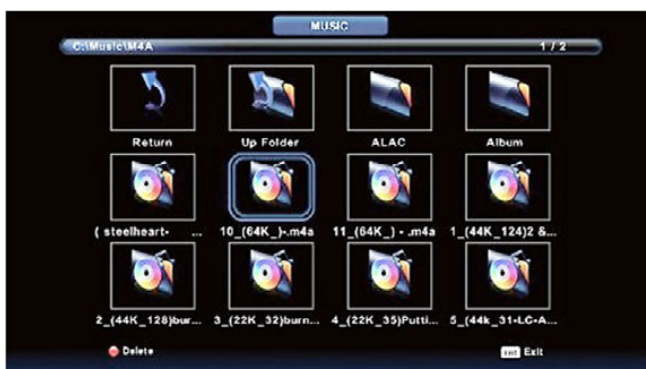 MUSIC
C:\Music\M4A 1 / 2
Return Up Folder ALAC Album
( steelheart- ... 10_(64K_)-.m4a 11_(64K_) - .m4a 1_(44K_124)2 &...
2_(44K_128)bur... 3_(22K_32)burn... 4_(22K_35)Putti... 5_(44k_31-LC-A...
Delete Exit